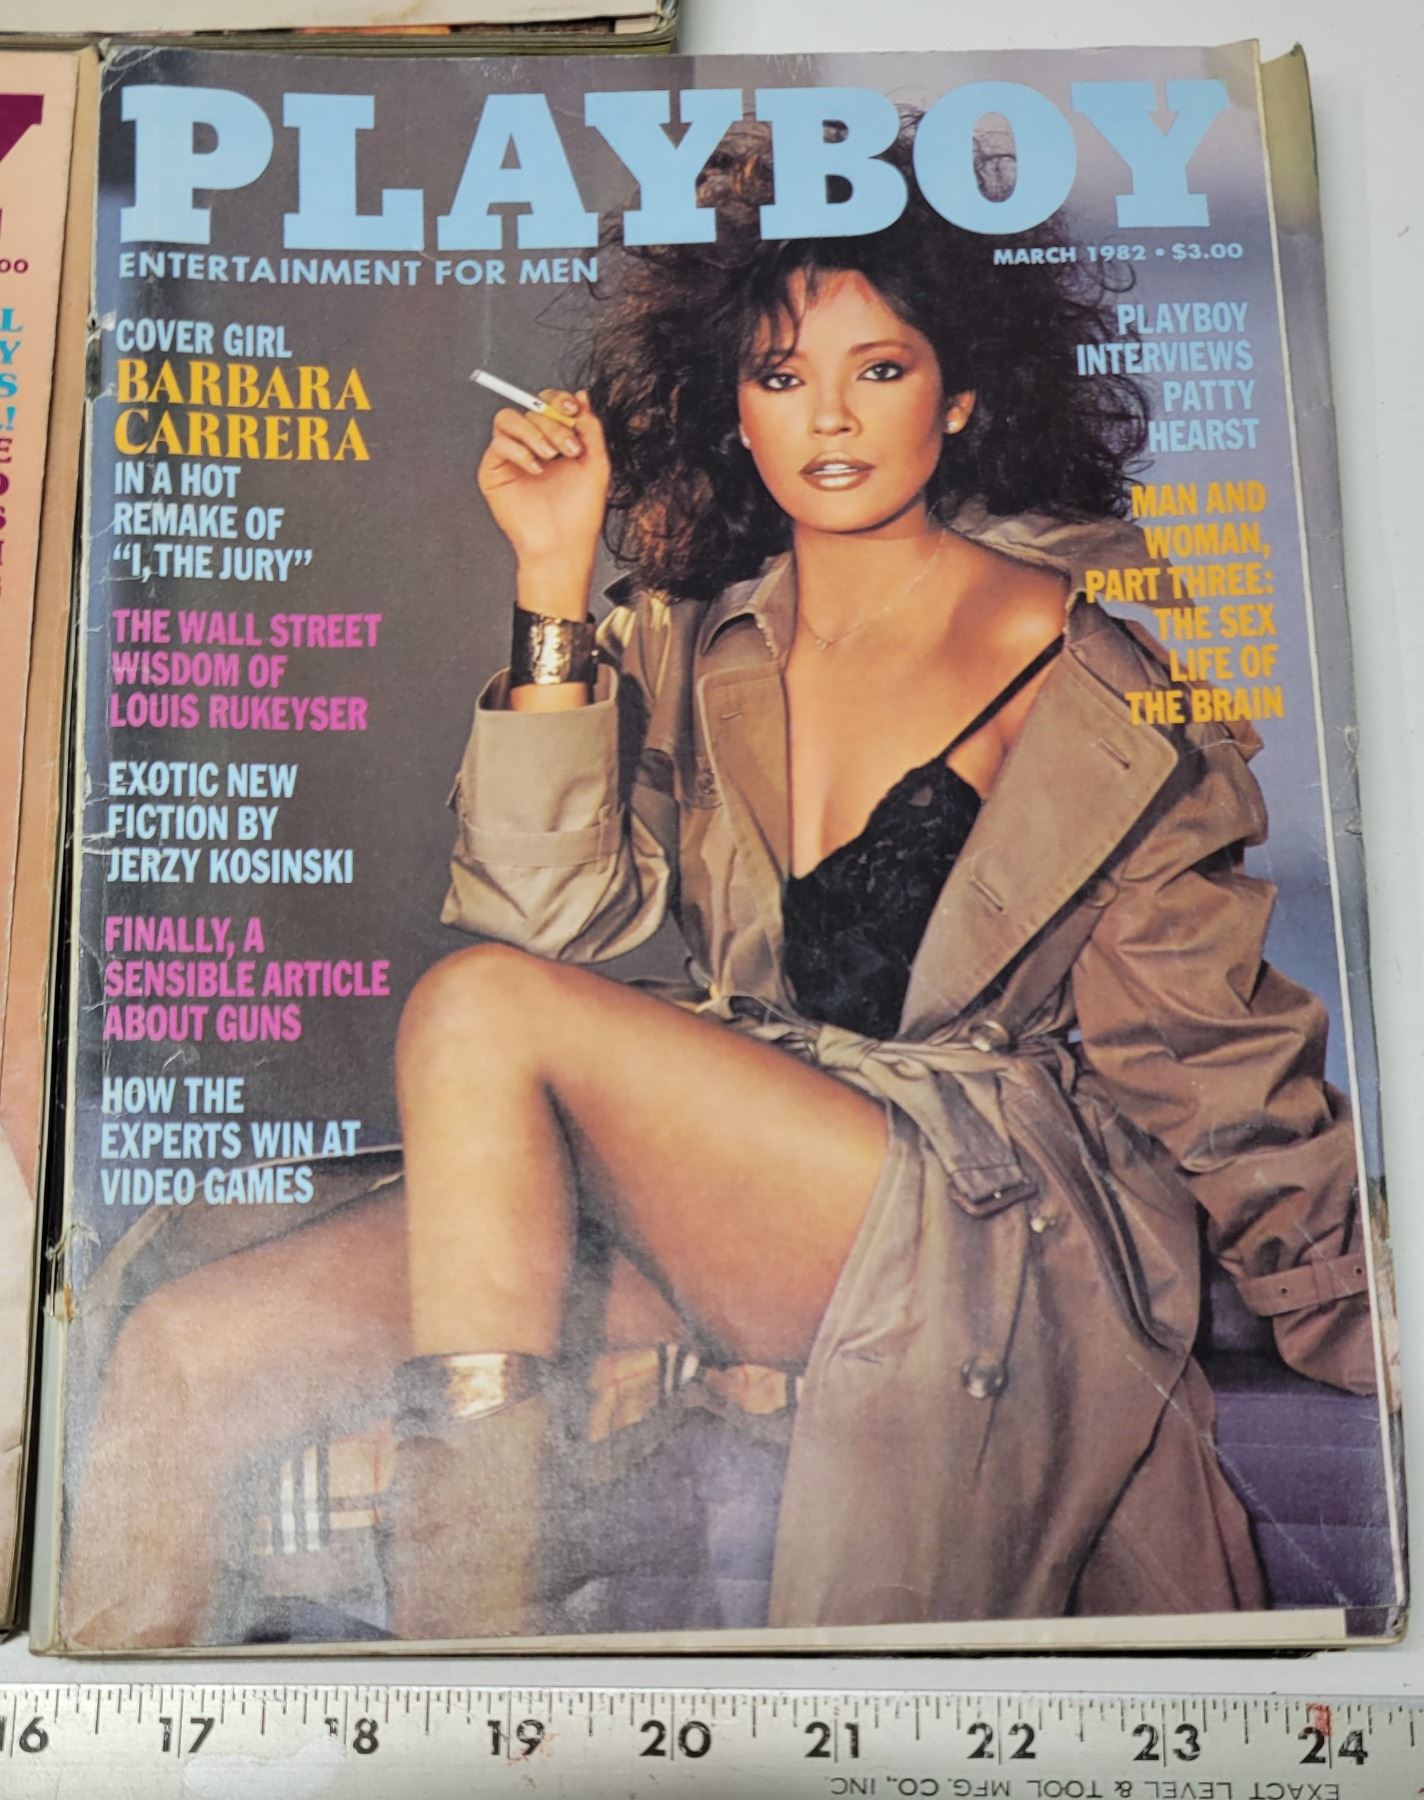 PLAYBOY
ENTERTAINMENT FOR MEN
MARCH 1982 • $3.00
COVER GIRL
BARBARA
CARRERA
IN A HOT
REMAKE OF
“I, THE JURY”
THE WALL STREET
WISDOM OF
LOUIS RUKEYSER
EXOTIC NEW
FICTION BY
JERZY KOSINSKI
FINALLY, A
SENSIBLE ARTICLE
ABOUT GUNS
HOW THE
EXPERTS WIN AT
VIDEO GAMES
PLAYBOY
INTERVIEWS
PATTY
HEARST
MAN AND
WOMAN,
PART THREE:
THE SEX
LIFE OF
THE BRAIN
Y
00
L
Y
S
.!
E
16 17 18 19 20 21 22 23 24
EXACT LEVEL & TOOL MFG. CO., INC.